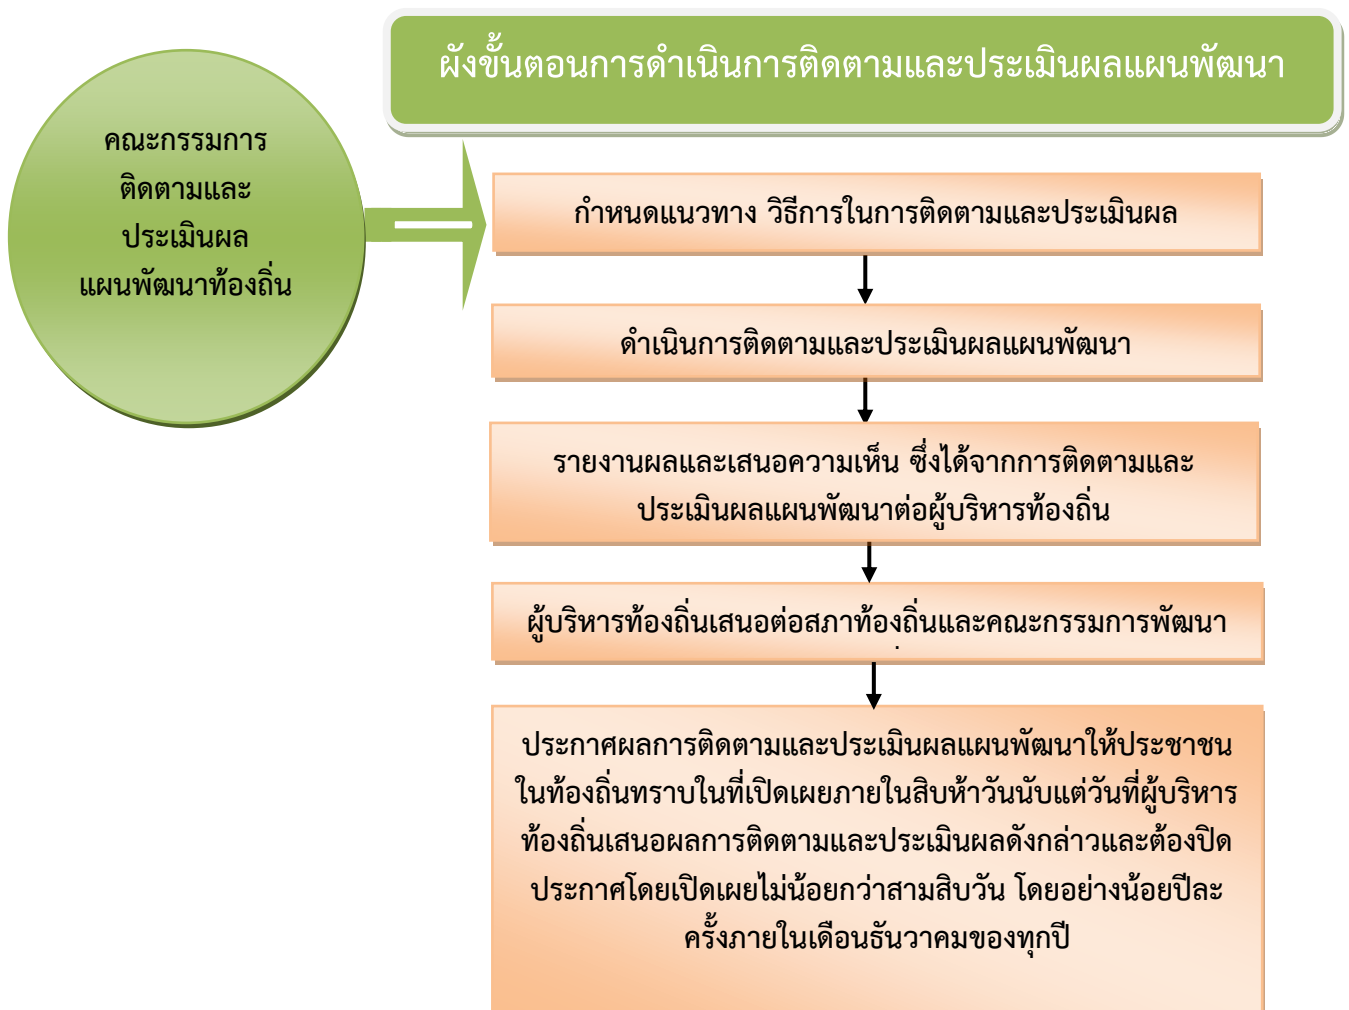 ผังขั้นตอนการดำเนินการติดตามและประเมินผลแผนพัฒนา
คณะกรรมการ
ติดตามและ
ประเมินผล
แผนพัฒนาท้องถิ่น
กำหนดแนวทาง วิธีการในการติดตามและประเมินผล
ดำเนินการติดตามและประเมินผลแผนพัฒนา
รายงานผลและเสนอความเห็น ซึ่งได้จากการติดตามและ
ประเมินผลแผนพัฒนาต่อผู้บริหารท้องถิ่น
ผู้บริหารท้องถิ่นเสนอต่อสภาท้องถิ่นและคณะกรรมการพัฒนา
ประกาศผลการติดตามและประเมินผลแผนพัฒนาให้ประชาชน
ในท้องถิ่นทราบในที่เปิดเผยภายในสิบห้าวันนับแต่วันที่ผู้บริหาร
ท้องถิ่นเสนอผลการติดตามและประเมินผลดังกล่าวและต้องปิด
ประกาศโดยเปิดเผยไม่น้อยกว่าสามสิบวัน โดยอย่างน้อยปีละ
ครั้งภายในเดือนธันวาคมของทุกปี